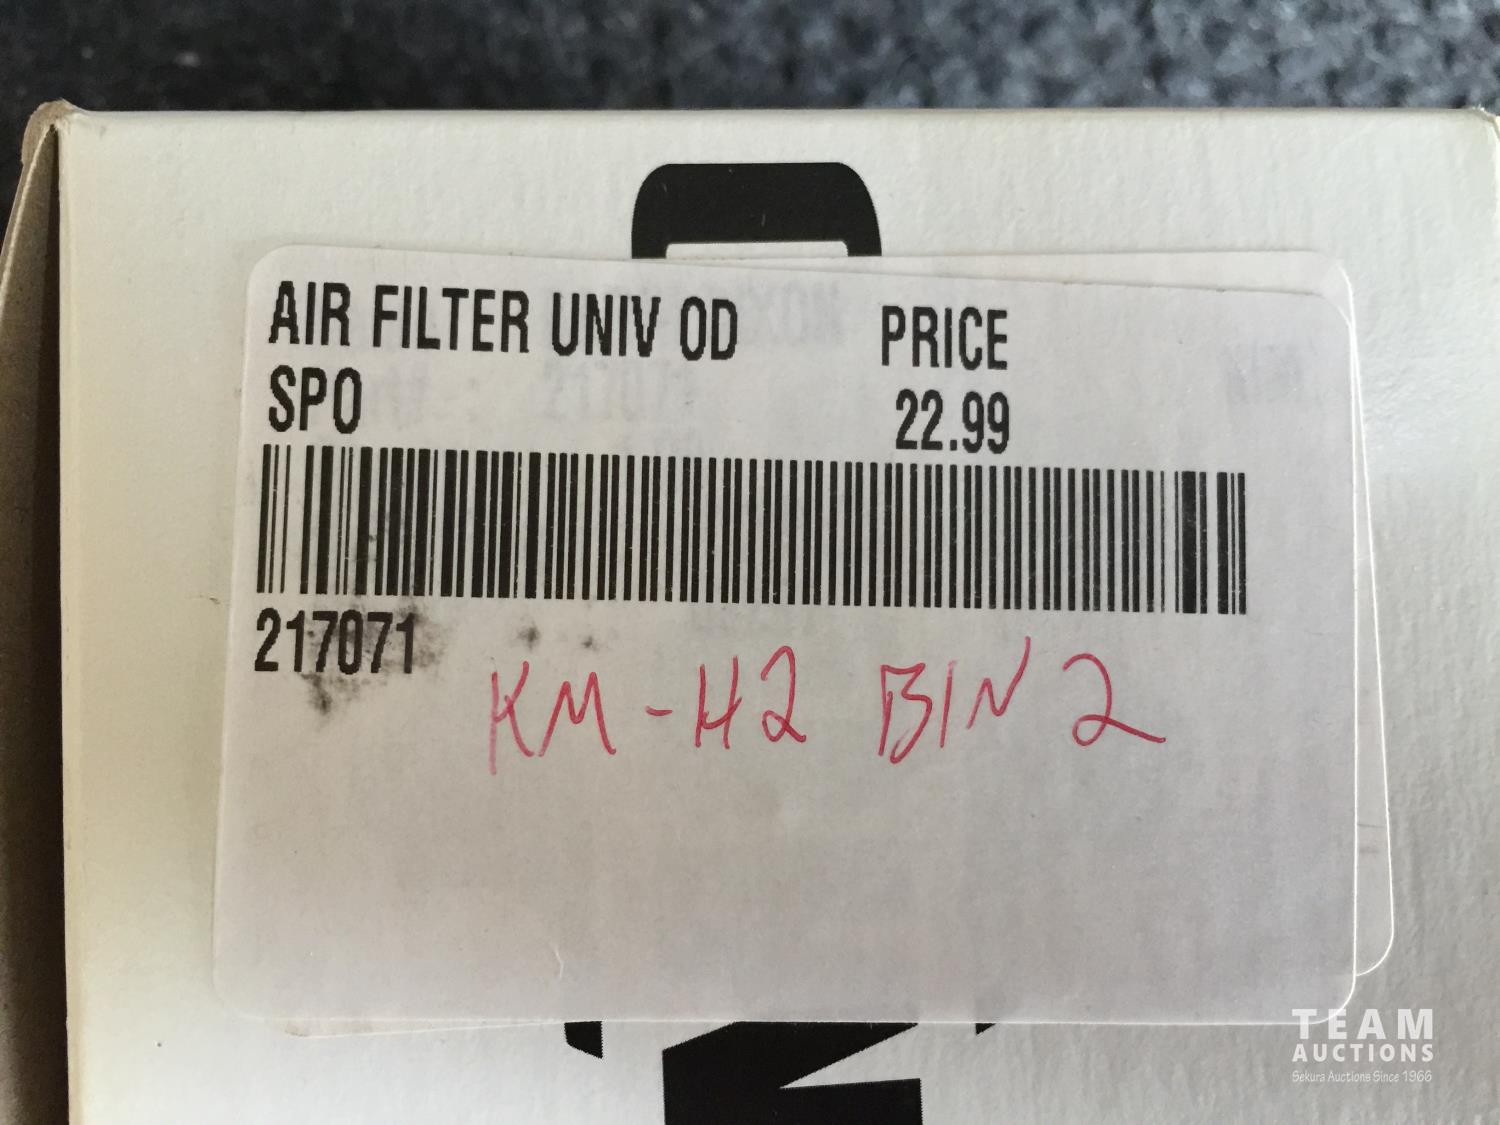 AIR FILTER UNIV OD
SPO
PRICE
22.99
217071
KM-H2 BIN 2
TEAM
AUCTIONS
Sekura Auctions Since 1966